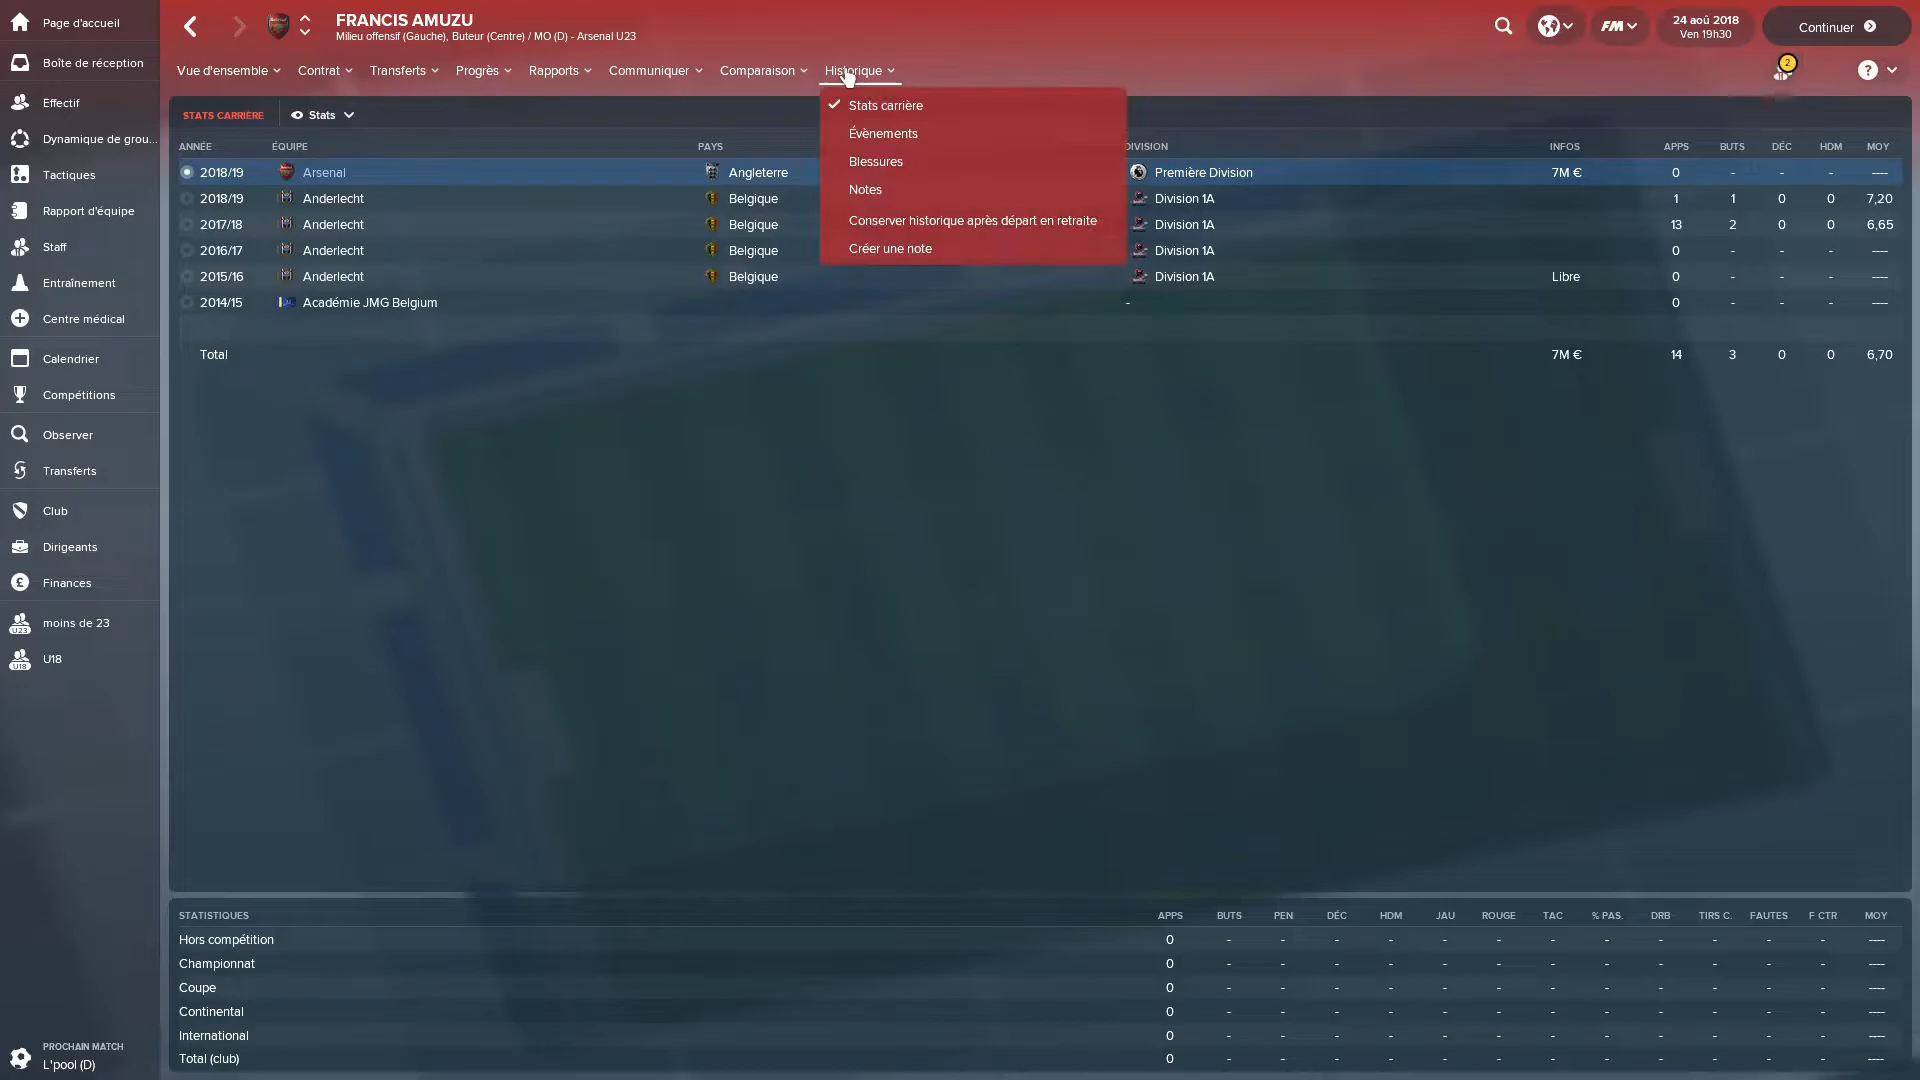 Page d'accueil
Boîte de réception
Effectif
Dynamique de grou...
Tactiques
Rapport d'équipe
Staff
Entraînement
Centre médical
Calendrier
Compétitions
Observer
Transferts
Club
Dirigeants
Finances
moins de 23
U18
PROCHAIN MATCH
L'pool (D)
FRANCIS AMUZU
Milieu offensif (Gauche), Buteur (Centre) / MO (D) - Arsenal U23
FM
24 aoû 2018
Ven 19h30
Continuer
Vue d'ensemble Contrat Transferts Progrès Rapports Communiquer Comparaison Historique
2 ?
STATS CARRIÈRE Stats
Stats carrière
Évènements
Blessures
Notes
Conserver historique après départ en retraite
Créer une note
ANNÉE ÉQUIPE PAYS DIVISION INFOS APPS BUTS DÉC HDM MOY
2018/19 Arsenal Angleterre Première Division 7M € 0 - - - ----
2018/19 Anderlecht Belgique Division 1A 1 1 0 0 7,20
2017/18 Anderlecht Belgique Division 1A 13 2 0 0 6,65
2016/17 Anderlecht Belgique Division 1A 0 - - - ----
2015/16 Anderlecht Belgique Division 1A Libre 0 - - - ----
2014/15 Académie JMG Belgium - 0 - - - ----
Total 7M € 14 3 0 0 6,70
STATISTIQUES APPS BUTS PEN DÉC HDM JAU ROUGE TAC % PAS. DRB TIRS C. FAUTES F CTR MOY
Hors compétition 0 - - - - - - - - - - - - ----
Championnat 0 - - - - - - - - - - - - ----
Coupe 0 - - - - - - - - - - - - ----
Continental 0 - - - - - - - - - - - - ----
International 0 - - - - - - - - - - - - ----
Total (club) 0 - - - - - - - - - - - - ----